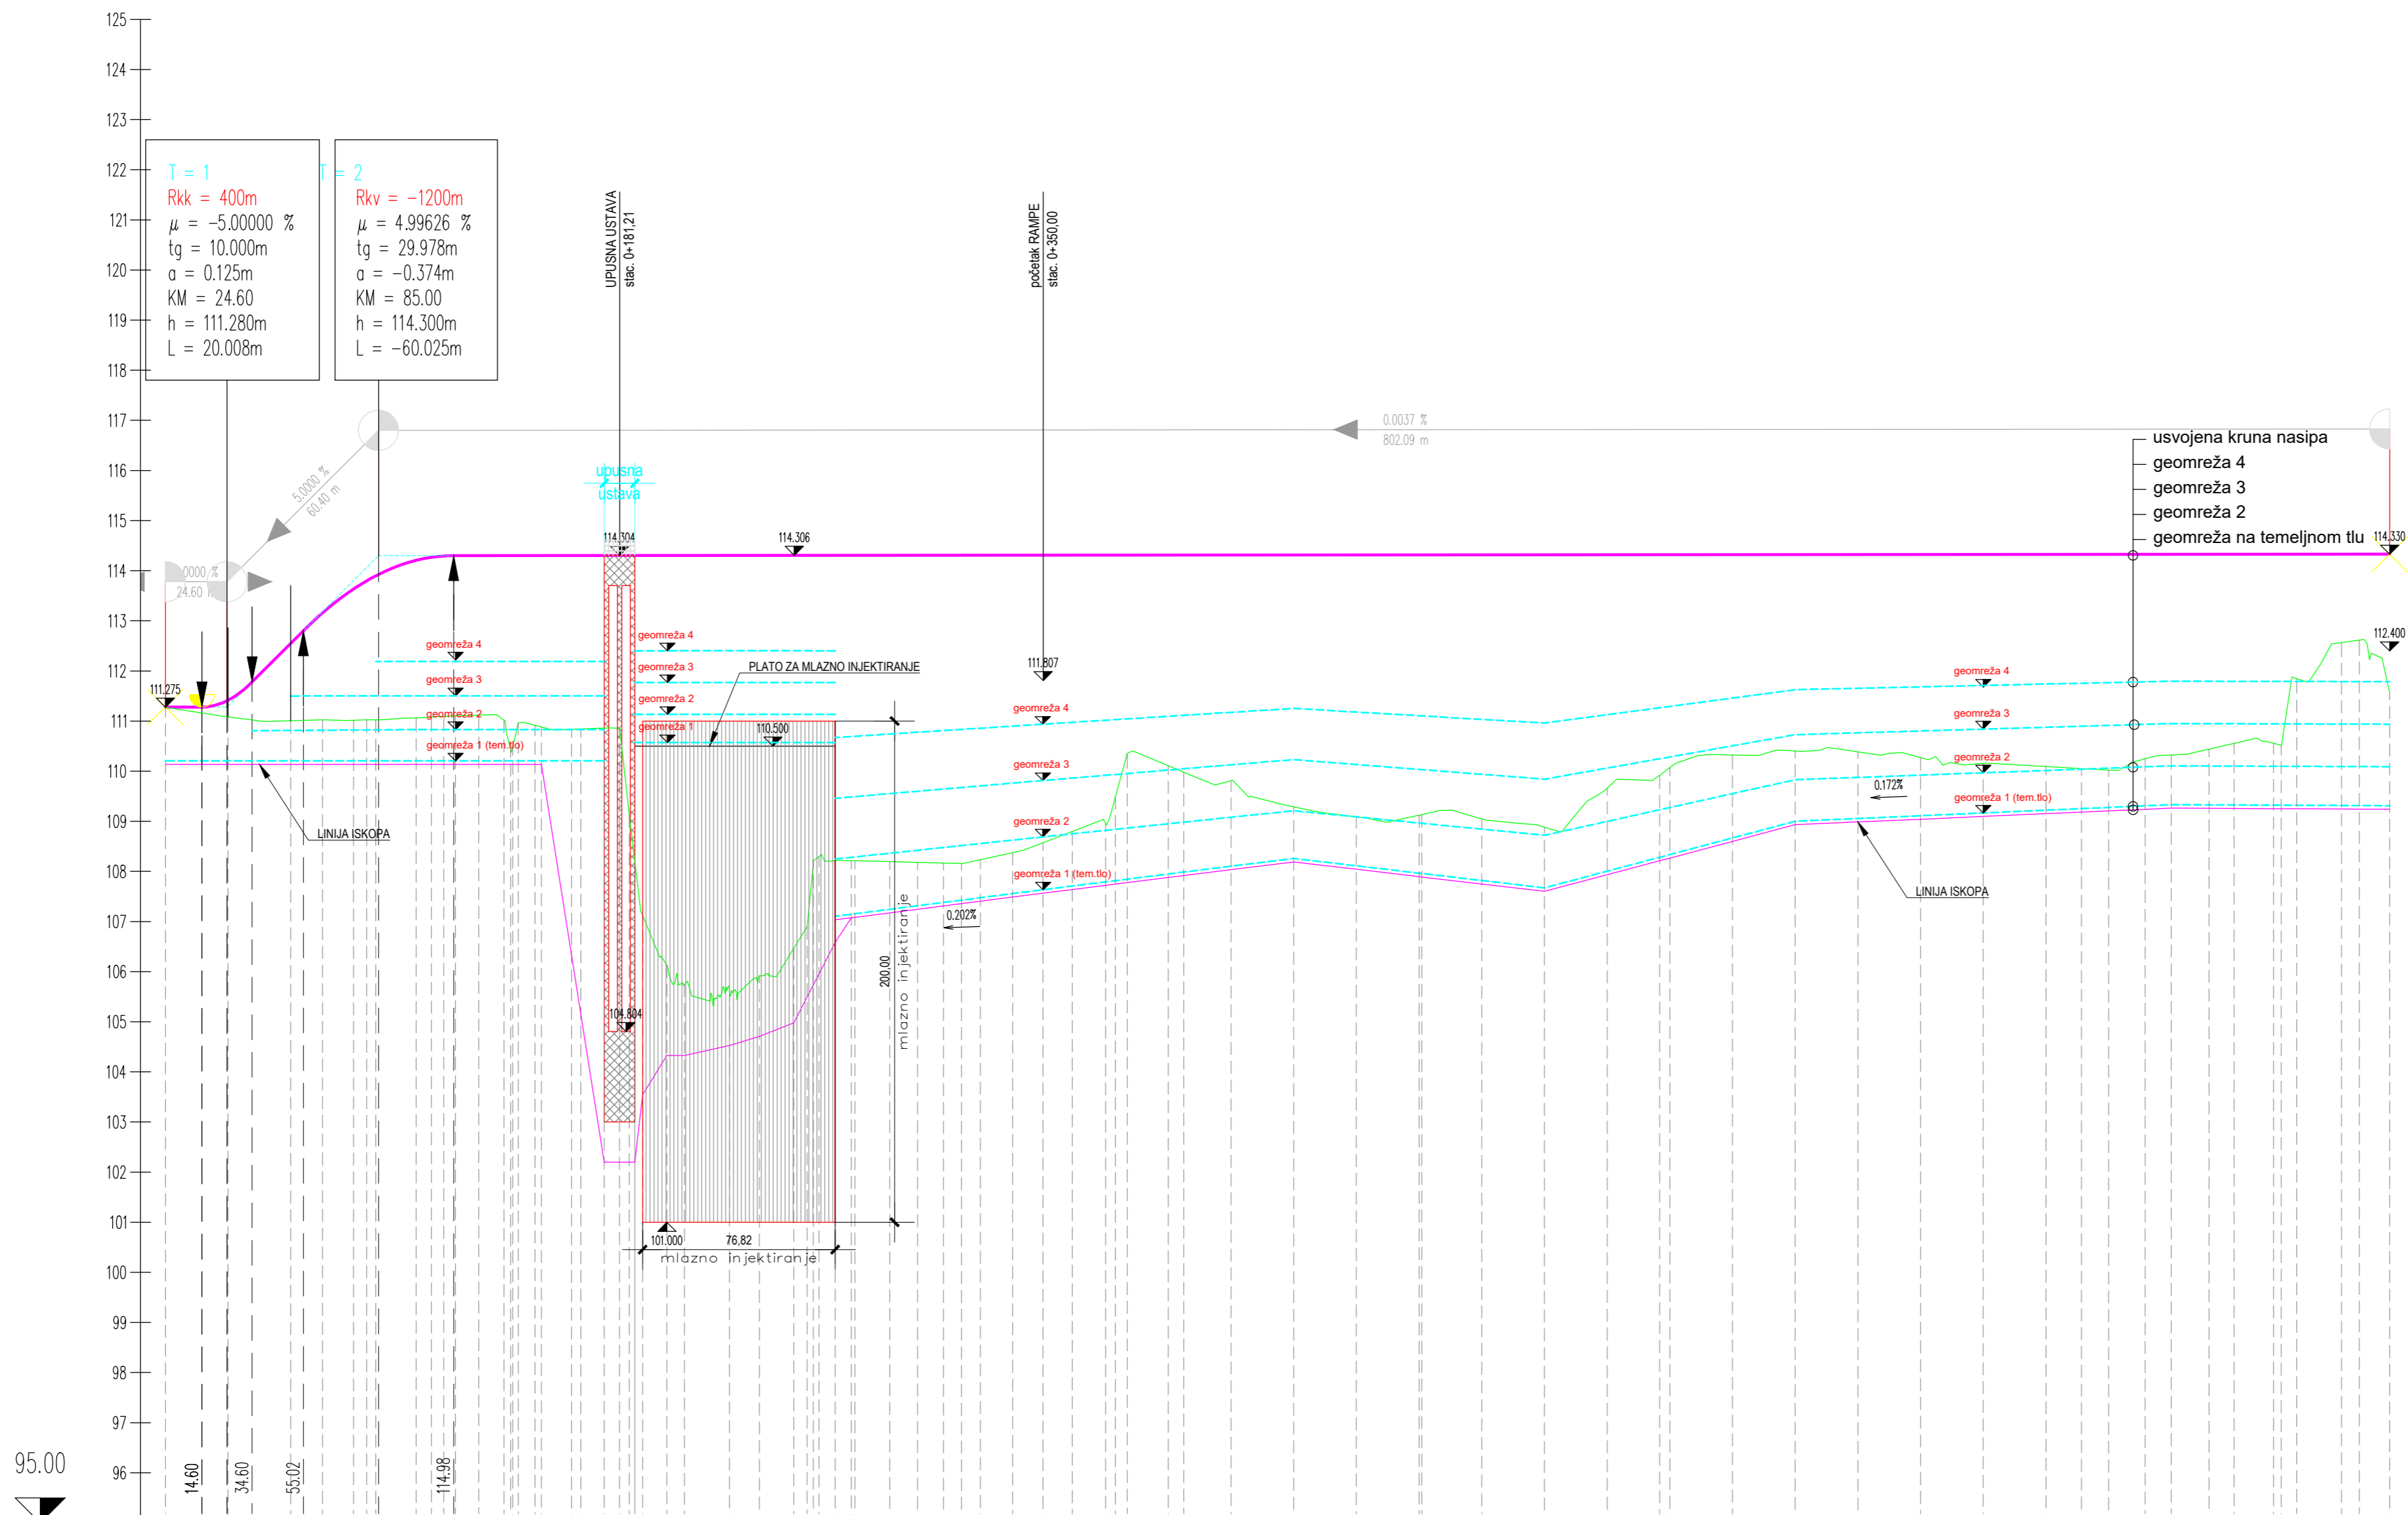 125
124
123
122
121
120
119
118
117
116
115
114
113
112
111
110
109
108
107
106
105
104
103
102
101
100
99
98
97
96
95.00
T = 1
Rkk = 400m
μ = -5.00000 %
tg = 10.000m
a = 0.125m
KM = 24.60
h = 111.280m
L = 20.008m
T = 2
Rkv = -1200m
μ = 4.99626 %
tg = 29.978m
a = -0.374m
KM = 85.00
h = 114.300m
L = -60.025m
UPUSNA USTAVA
stac. 0+181,21
početak RAMPE
stac. 0+350,00
0.0037 %
802.09 m
5.0000 %
60.40 m
0000 %
24.60
upusna
ustava
usvojena kruna nasipa
geomreža 4
geomreža 3
geomreža 2
geomreža na temeljnom tlu
114.304
114.306
114.330
112.400
111.275
111.807
geomreža 4
geomreža 3
geomreža 2
geomreža 1 (tem.tlo)
LINIJA ISKOPA
geomreža 4
geomreža 3
geomreža 2
geomreža 1
PLATO ZA MLAZNO INJEKTIRANJE
110.500
geomreža 4
geomreža 3
geomreža 2
geomreža 1 (tem.tlo)
0.202%
geomreža 4
geomreža 3
geomreža 2
geomreža 1 (tem.tlo)
0.172%
LINIJA ISKOPA
104.804
200,00
mlazno injektiranje
101.000
76,82
mlazno injektiranje
14.60
34.60
55.02
114.98